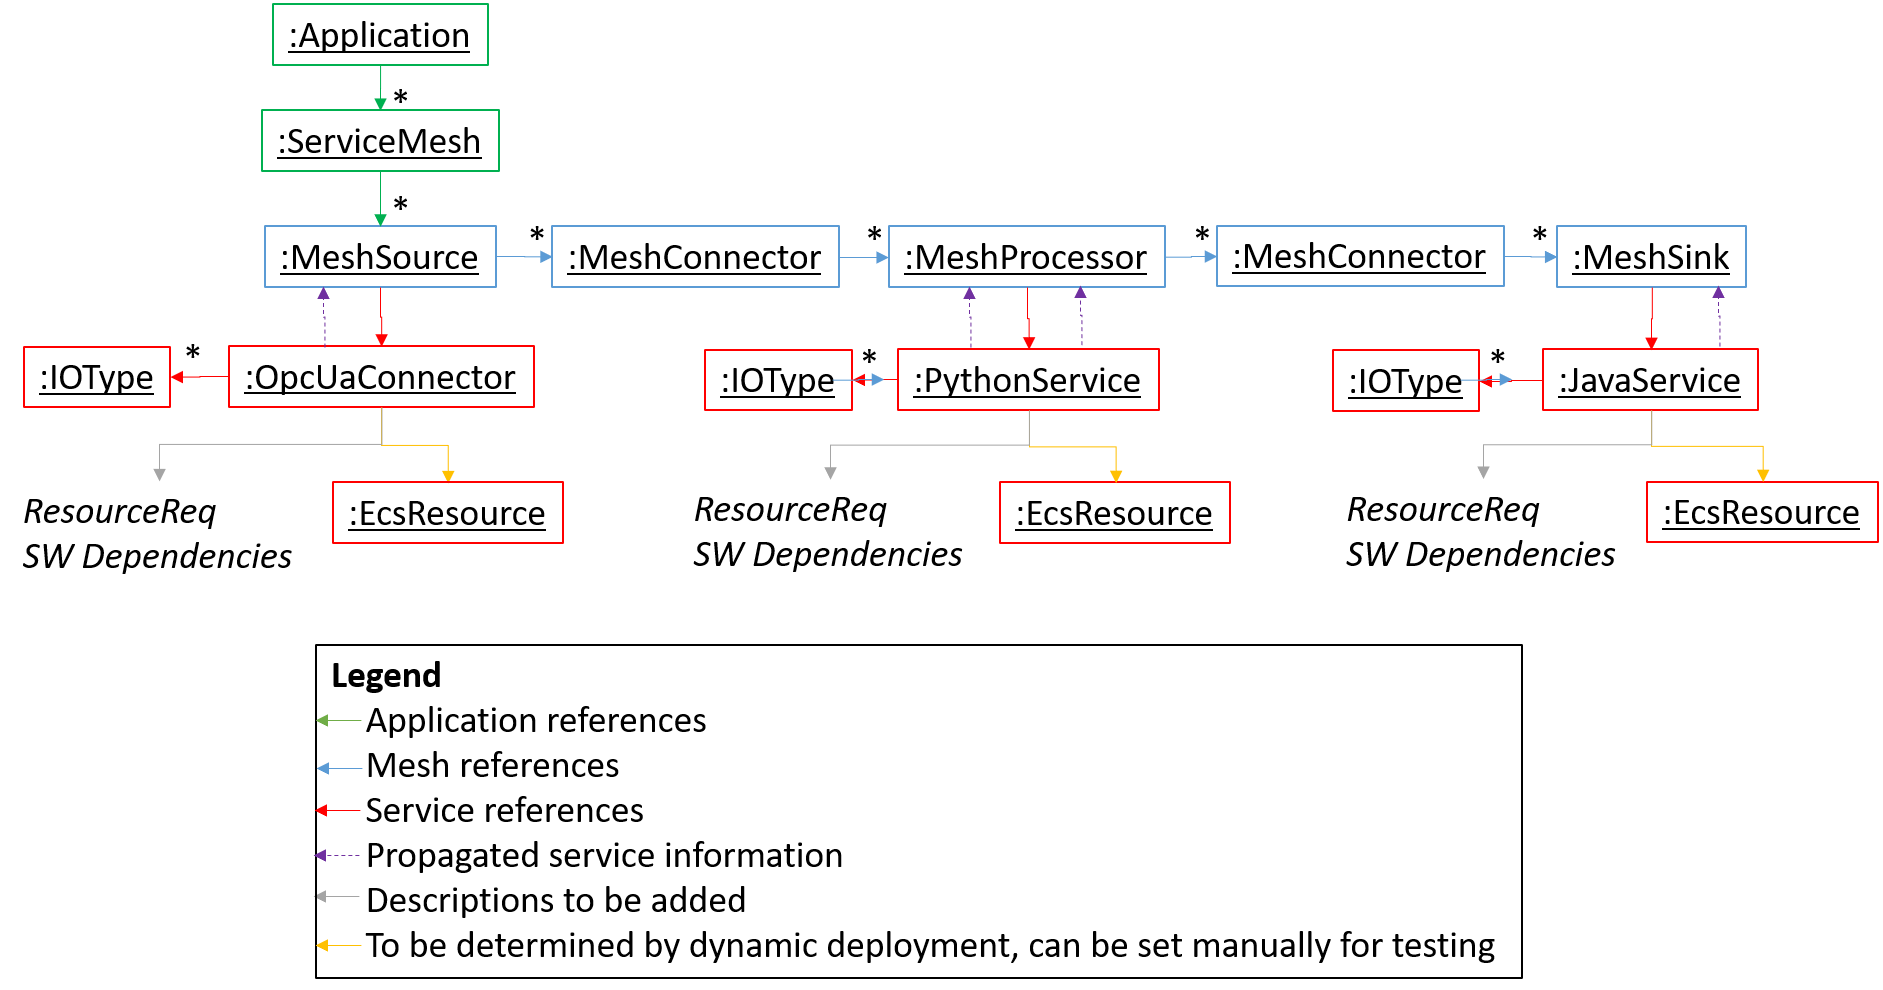 :Application
*
:ServiceMesh
*
:MeshSource
*
:MeshConnector
*
:MeshProcessor
*
:MeshConnector
*
:MeshSink
:IOType
*
:OpcUaConnector
:IOType
*
:PythonService
:IOType
*
:JavaService
ResourceReq
SW Dependencies
:EcsResource
ResourceReq
SW Dependencies
:EcsResource
ResourceReq
SW Dependencies
:EcsResource
Legend
Application references
Mesh references
Service references
Propagated service information
Descriptions to be added
To be determined by dynamic deployment, can be set manually for testing